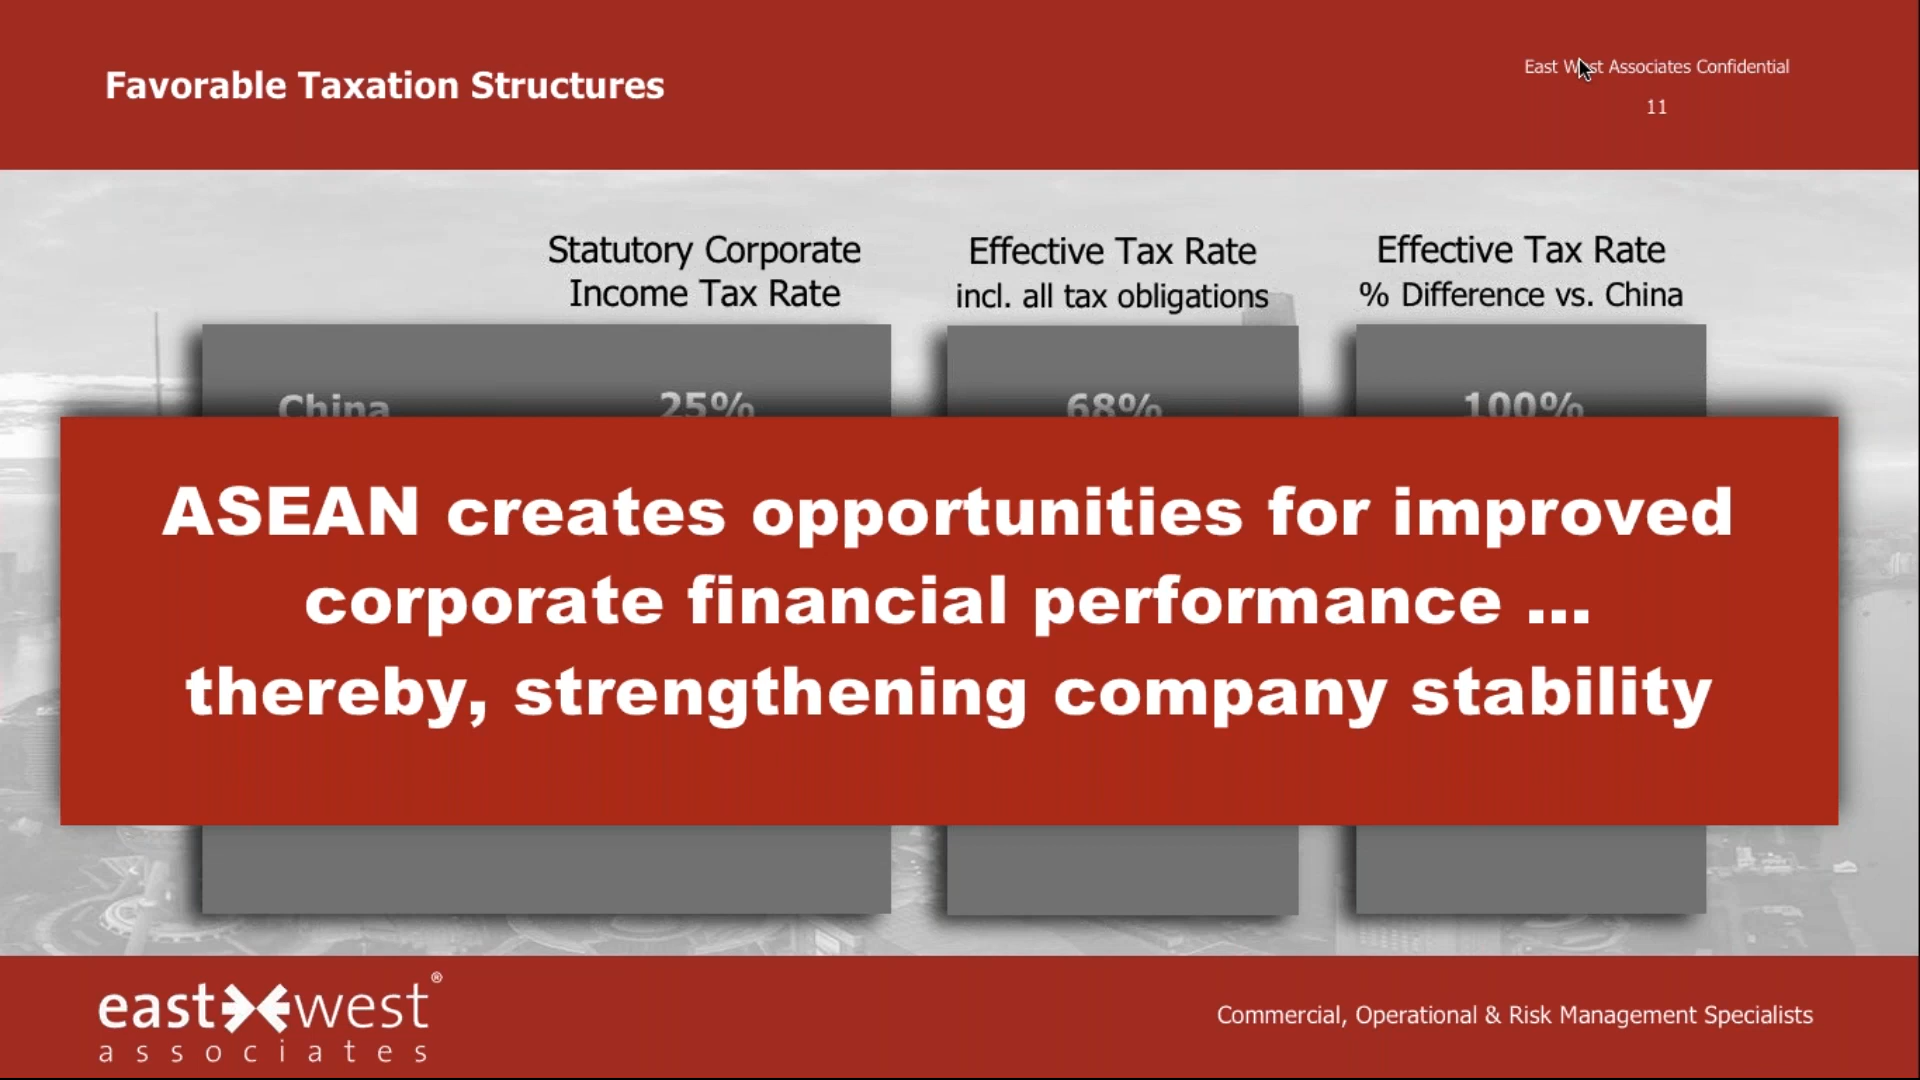 Favorable Taxation Structures
East West Associates Confidential
11
Statutory Corporate
Income Tax Rate
Effective Tax Rate
incl. all tax obligations
Effective Tax Rate
% Difference vs. China
China 25% 68% 100%
ASEAN creates opportunities for improved
corporate financial performance ...
thereby, strengthening company stability
east west®
associates
Commercial, Operational & Risk Management Specialists